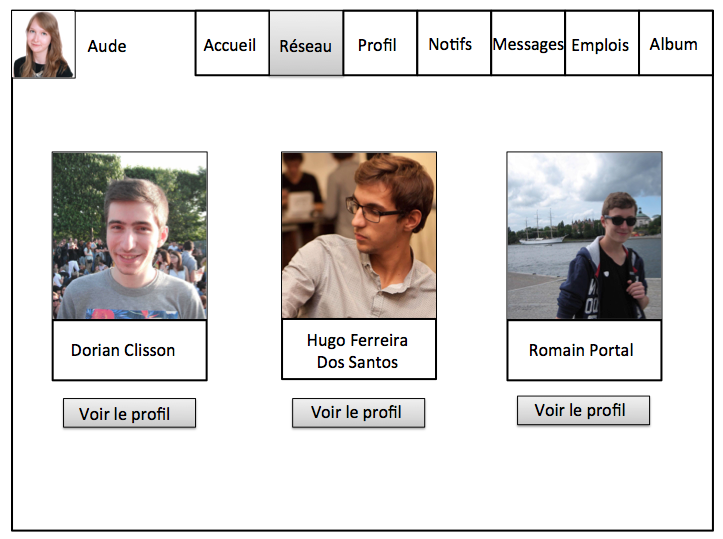 Aude
Accueil
Réseau
Profil
Notifs
Messages
Emplois
Album
Dorian Clisson
Hugo Ferreira
Dos Santos
Romain Portal
Voir le profil
Voir le profil
Voir le profil